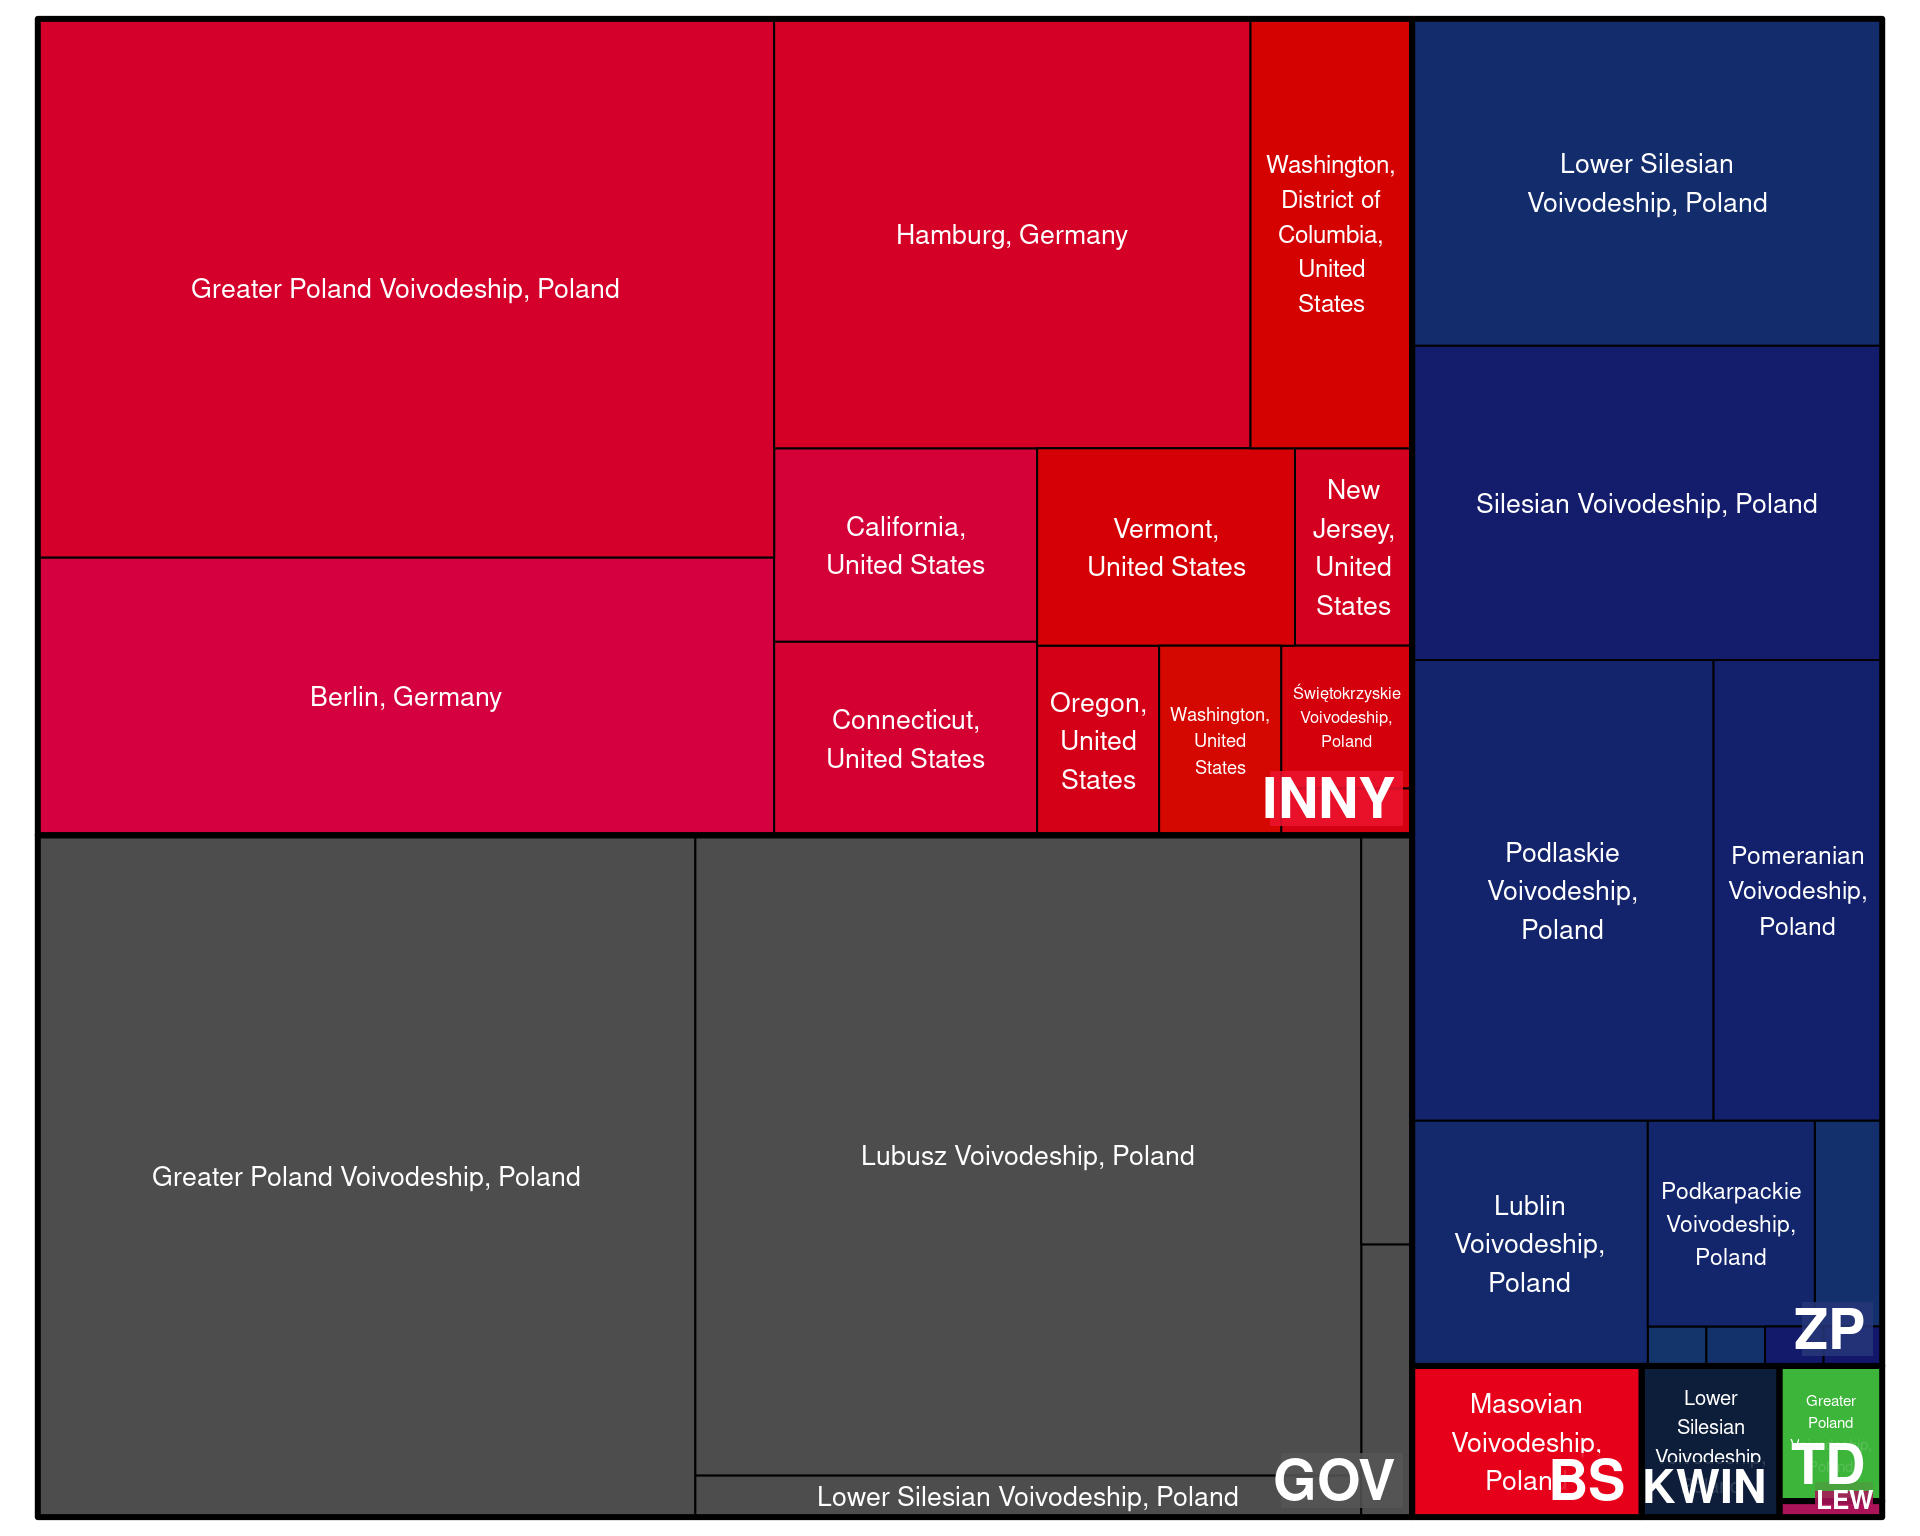 Greater Poland Voivodeship, Poland
Hamburg, Germany
Washington,
District of
Columbia,
United
States
Berlin, Germany
California,
United States
Connecticut,
United States
Vermont,
United States
New
Jersey,
United
States
Oregon,
United
States
Washington,
United
States
Świętokrzyskie
Voivodeship,
Poland
INNY
Greater Poland Voivodeship, Poland
Lubusz Voivodeship, Poland
Lower Silesian Voivodeship, Poland
GOV
Lower Silesian
Voivodeship, Poland
Silesian Voivodeship, Poland
Podlaskie
Voivodeship,
Poland
Pomeranian
Voivodeship,
Poland
Lublin
Voivodeship,
Poland
Podkarpackie
Voivodeship,
Poland
ZP
Masovian
Voivodeship,
Poland
BS
Lower
Silesian
Voivodeship,
KWIN
Greater
Poland
TD
LEW